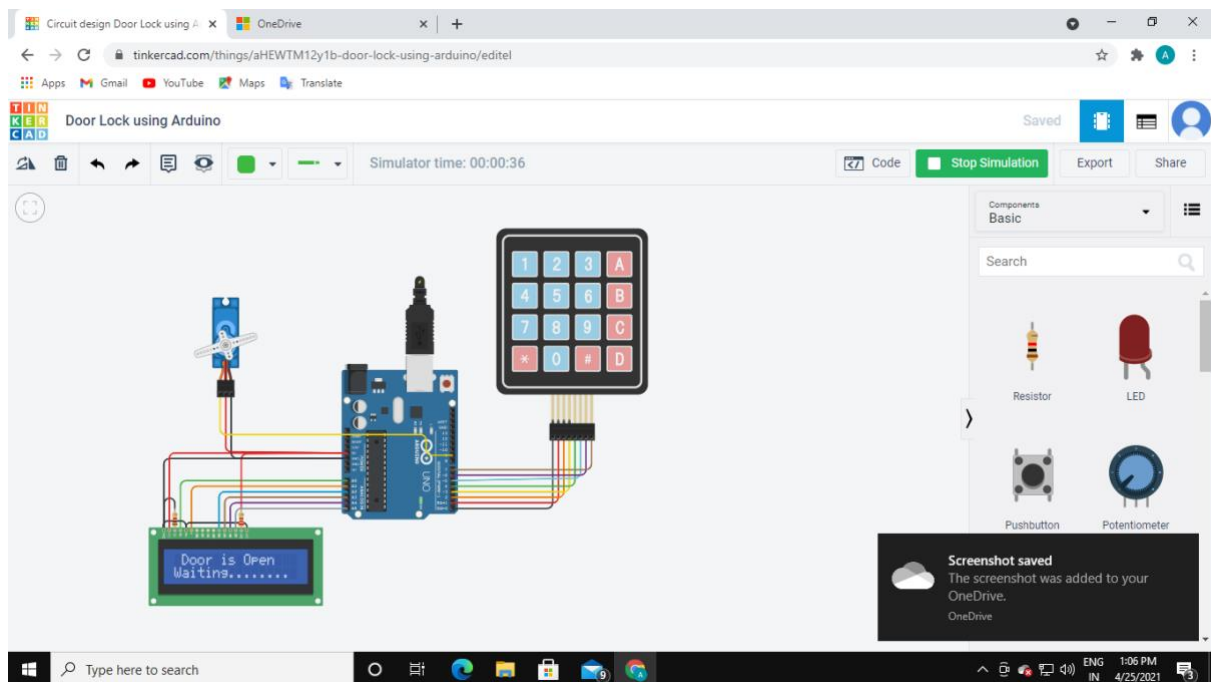 Circuit design Door Lock using A
OneDrive
tinkercad.com/things/aHEWTM12y1b-door-lock-using-arduino/editel
Apps
Gmail
YouTube
Maps
Translate
TIN
KER
CAD
Door Lock using Arduino
Saved
Simulator time: 00:00:36
Code
Stop Simulation
Export
Share
Components
Basic
Search
1 2 3 A
4 5 6 B
7 8 9 C
* 0 # D
Resistor
LED
UNO
Pushbutton
Potentiometer
Door is Open
Waiting........
Screenshot saved
The screenshot was added to your
OneDrive.
OneDrive
Type here to search
9
A
ENG
IN
1:06 PM
4/25/2021
3